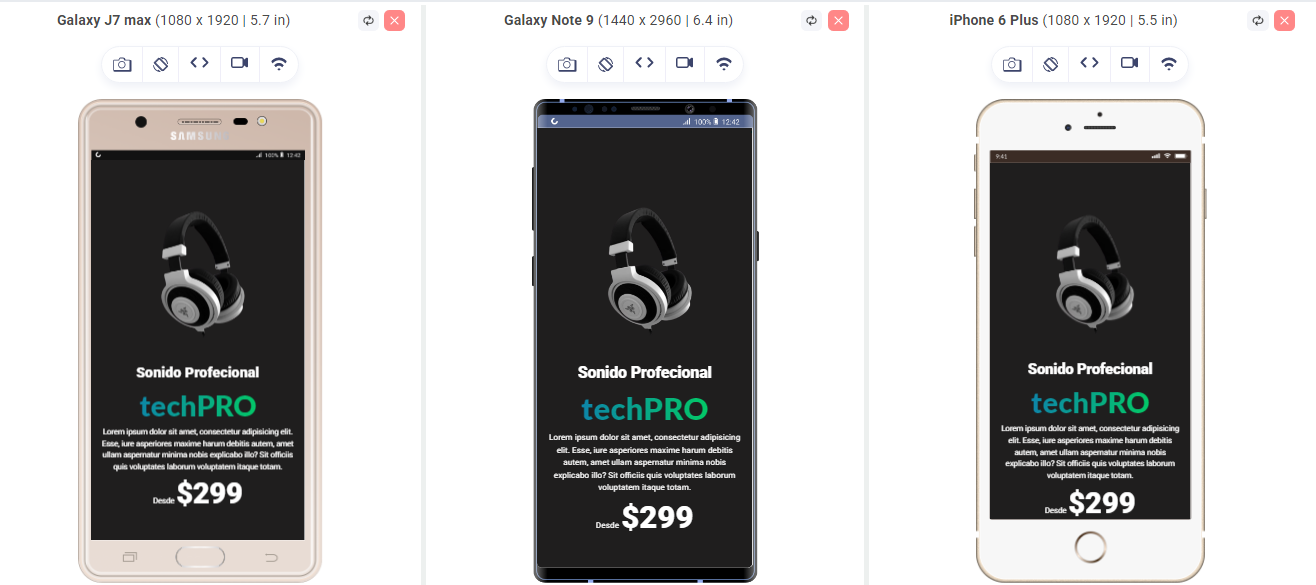 Galaxy J7 max (1080 x 1920 | 5.7 in)
SAMSUNG
100% 12:42
Sonido Profecional
techPRO
Lorem ipsum dolor sit amet, consectetur adipisicing elit.
Esse, iure asperiores maxime harum debitis autem, amet
ullam aspernatur minima nobis explicabo illo? Sit officiis
quis voluptates laborum voluptatem itaque totam.
Desde $299
Galaxy Note 9 (1440 x 2960 | 6.4 in)
100% 12:42
Sonido Profecional
techPRO
Lorem ipsum dolor sit amet, consectetur adipisicing
elit. Esse, iure asperiores maxime harum debitis
autem, amet ullam aspernatur minima nobis
explicabo illo? Sit officiis quis voluptates laborum
voluptatem itaque totam.
Desde $299
iPhone 6 Plus (1080 x 1920 | 5.5 in)
9:41
Sonido Profecional
techPRO
Lorem ipsum dolor sit amet, consectetur adipisicing
elit. Esse, iure asperiores maxime harum debitis
autem, amet ullam aspernatur minima nobis
explicabo illo? Sit officiis quis voluptates laborum
voluptatem itaque totam.
Desde $299